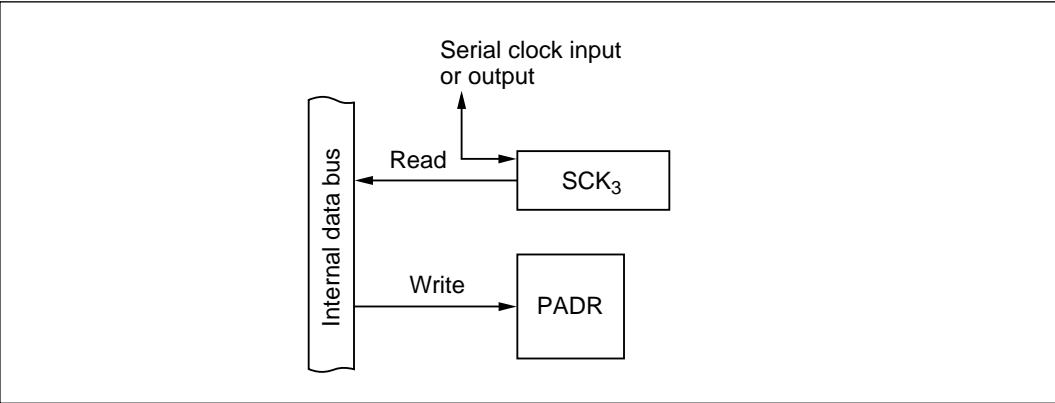 Serial clock input
or output
Read
SCK₃
Internal data bus
Write
PADR